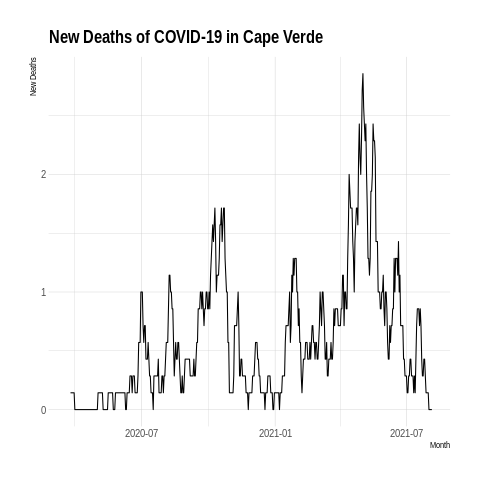 New Deaths of COVID-19 in Cape Verde
New Deaths
2
1
0
2020-07
2021-01
2021-07
Month